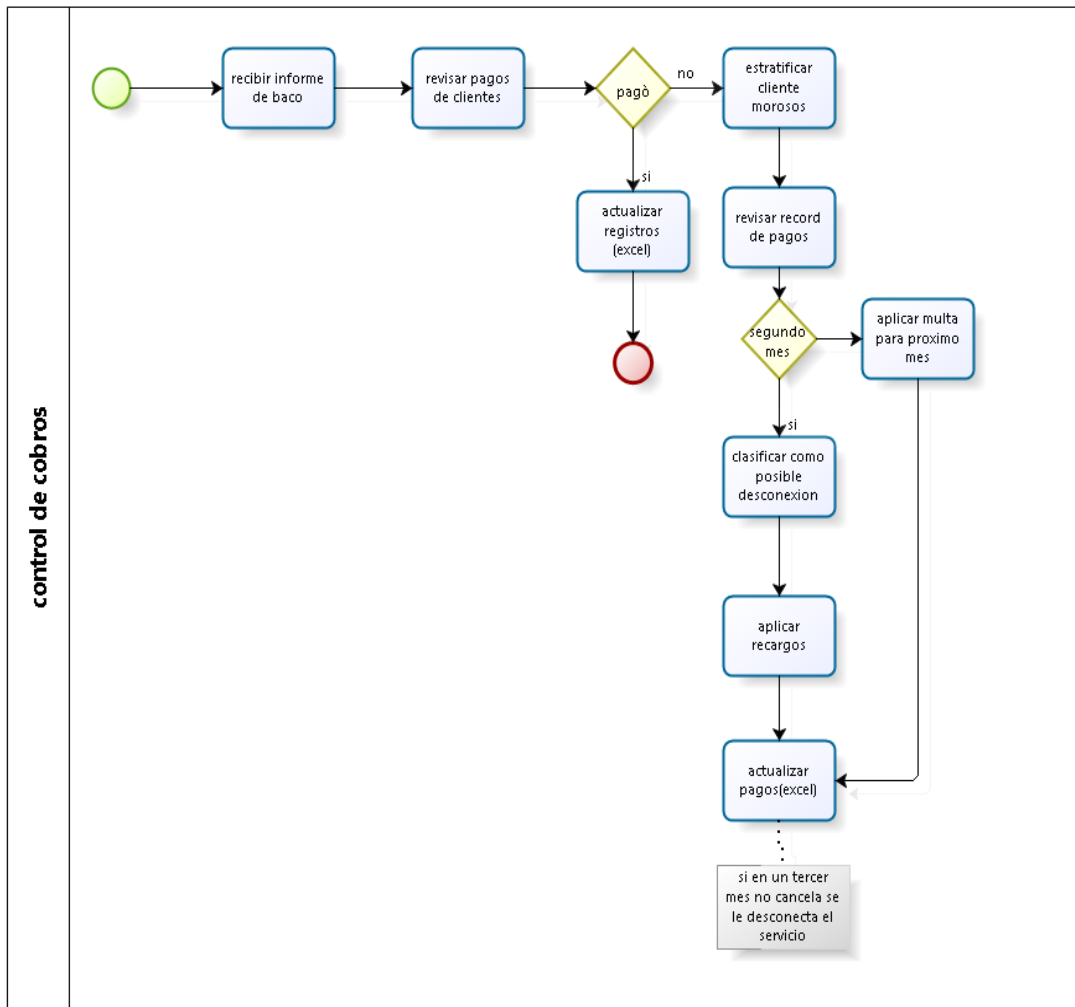 control de cobros
recibir informe
de baco
revisar pagos
de clientes
pagò
no
estratificar
cliente
morosos
si
actualizar
registros
(excel)
revisar record
de pagos
segundo
mes
aplicar multa
para proximo
mes
si
clasificar como
posible
desconexion
aplicar
recargos
actualizar
pagos(excel)
si en un tercer
mes no cancela se
le desconecta el
servicio